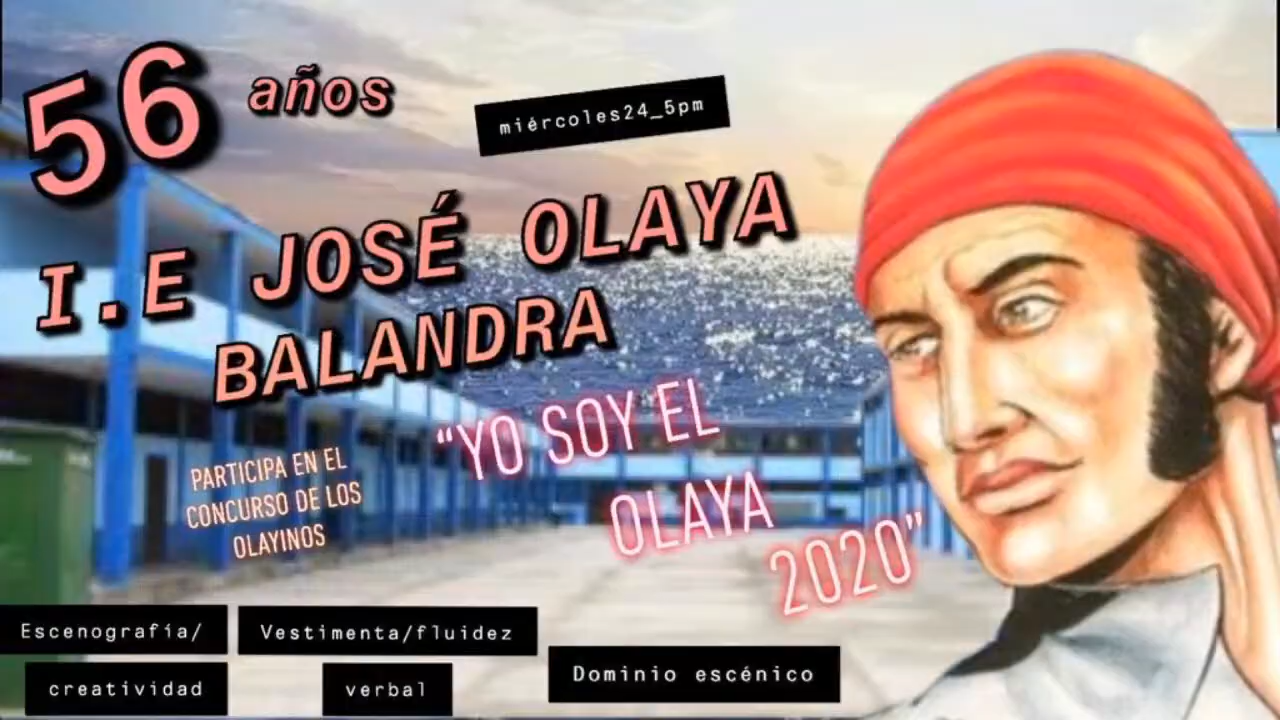 56 años
miércoles24_5pm
I.E JOSÉ OLAYA
BALANDRA
“YO SOY EL
OLAYA
2020”
PARTICIPA EN EL
CONCURSO DE LOS
OLAYINOS
Escenografía/
creatividad
Vestimenta/fluidez
verbal
Dominio escénico